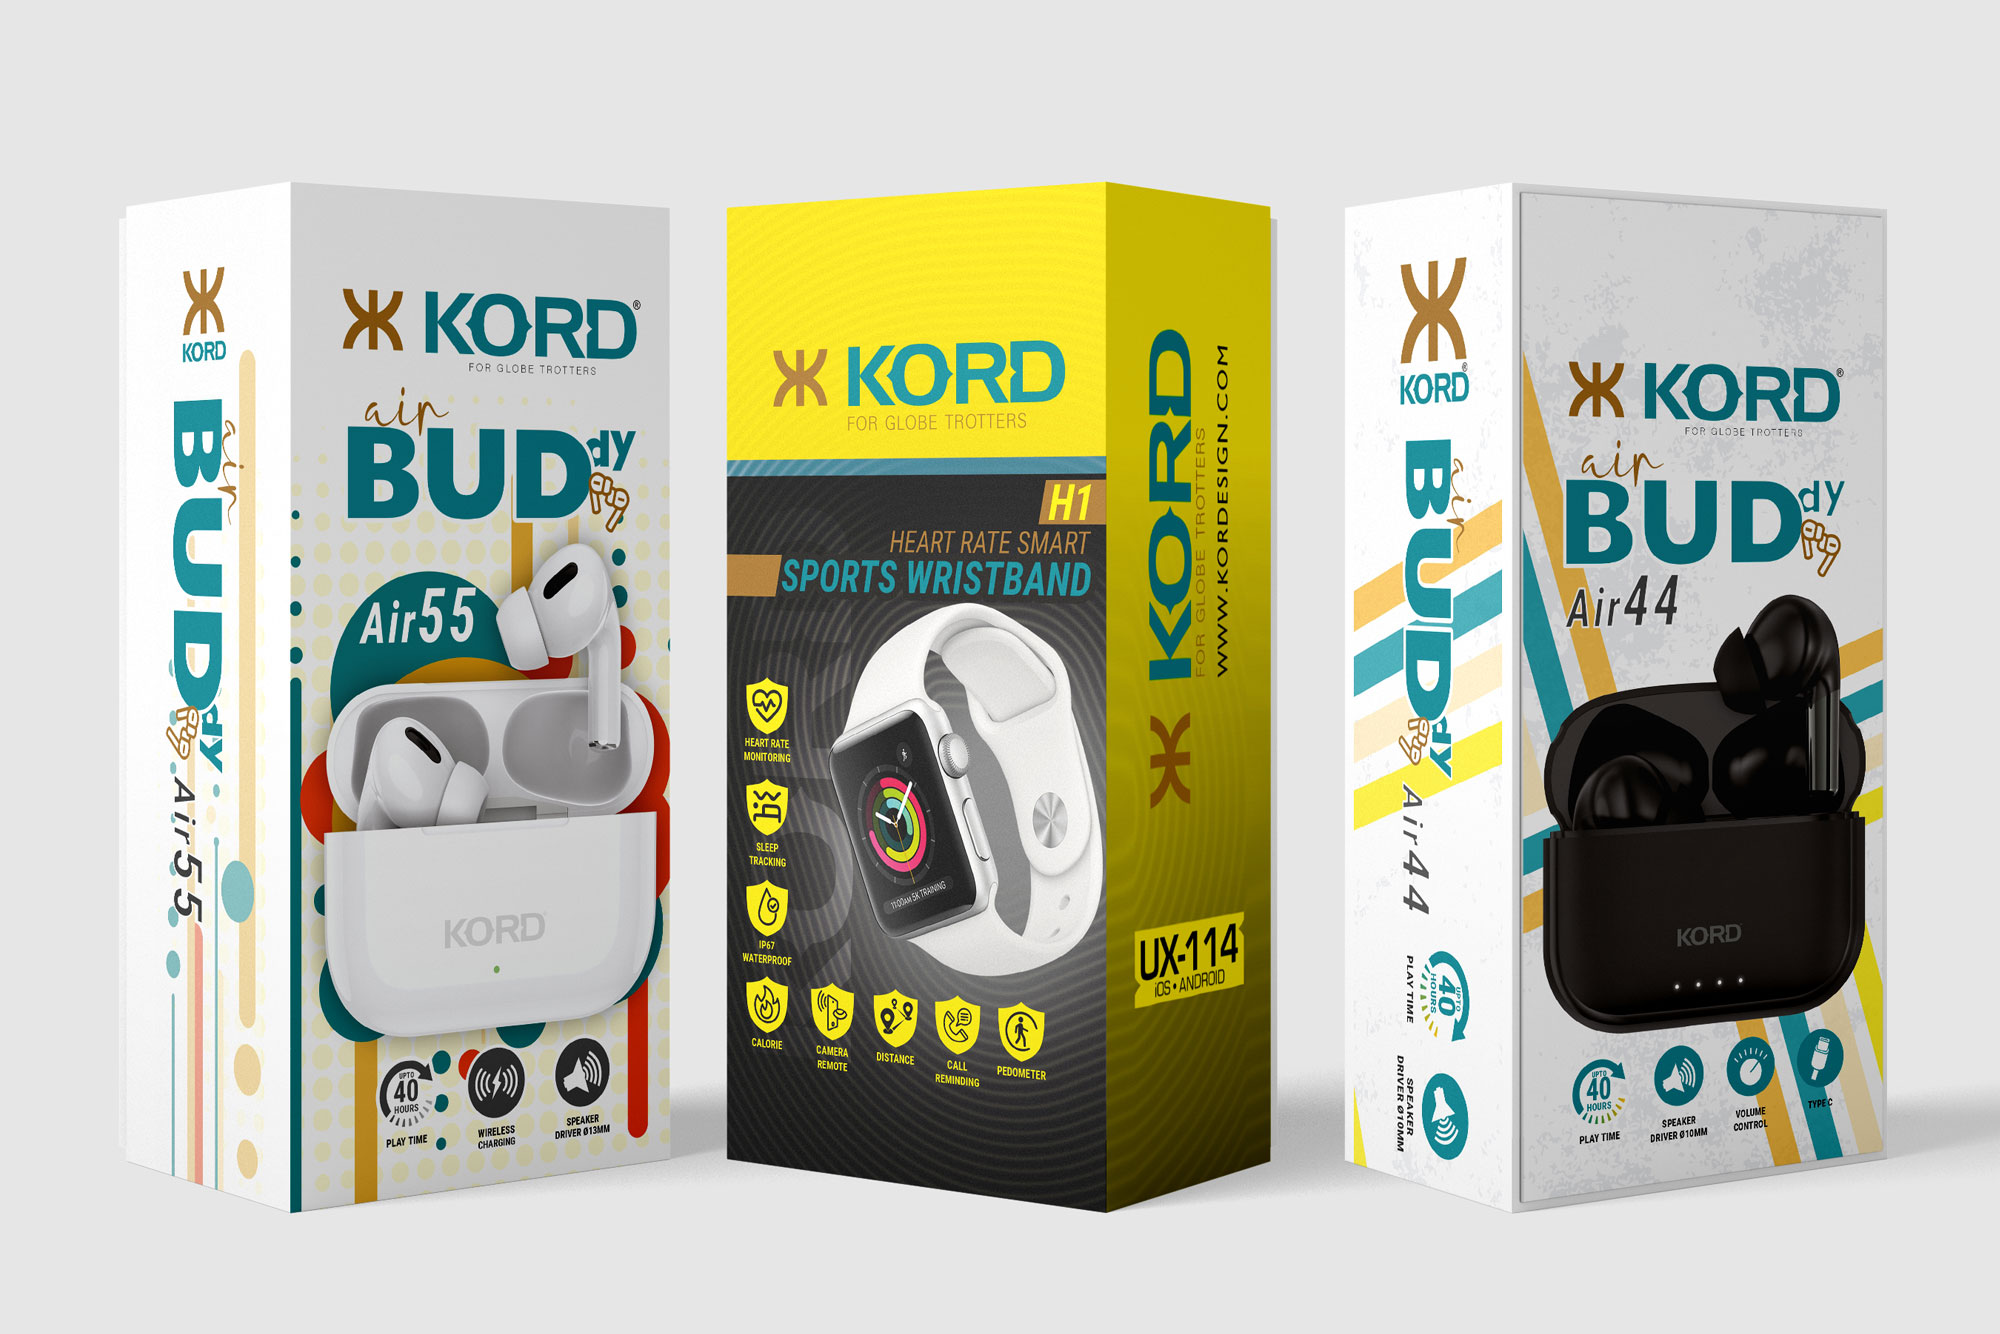 KORD
air
BUDdy
Air55
KORD®
FOR GLOBE TROTTERS
air
BUDdy
Air55
KORD
UPTO
40
HOURS
PLAY TIME
WIRELESS
CHARGING
SPEAKER
DRIVER Ø13MM
KORD
FOR GLOBE TROTTERS
H1
HEART RATE SMART
SPORTS WRISTBAND
HEART RATE
MONITORING
SLEEP
TRACKING
IP67
WATERPROOF
CALORIE
CAMERA
REMOTE
DISTANCE
CALL
REMINDING
PEDOMETER
11:00AM 5K TRAINING
KORD
FOR GLOBE TROTTERS
WWW.KORDESIGN.COM
UX-114
iOS • ANDROID
KORD®
air
BUDdy
Air44
UPTO
40
HOURS
PLAY TIME
SPEAKER
DRIVER Ø10MM
KORD®
FOR GLOBE TROTTERS
air
BUDdy
Air44
KORD
UPTO
40
HOURS
PLAY TIME
SPEAKER
DRIVER Ø10MM
VOLUME
CONTROL
TYPE C